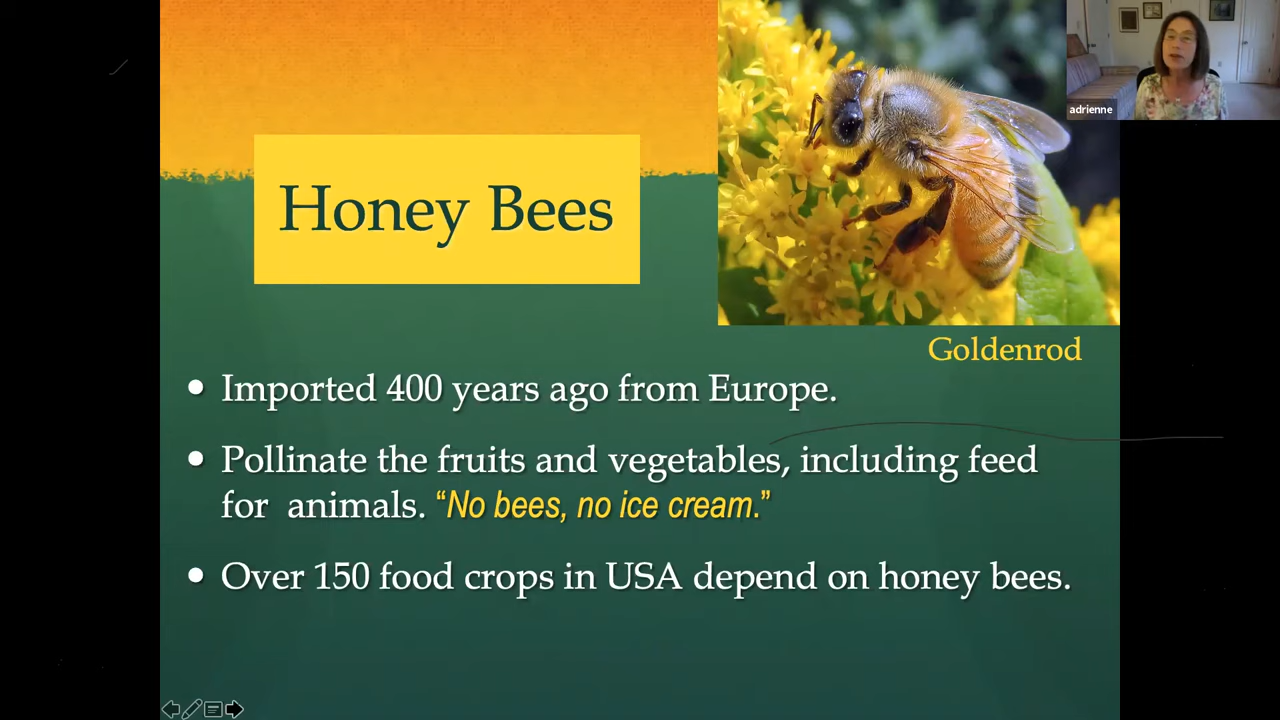 adrienne
Honey Bees
Goldenrod
• Imported 400 years ago from Europe.
• Pollinate the fruits and vegetables, including feed
for animals. “No bees, no ice cream.”
• Over 150 food crops in USA depend on honey bees.